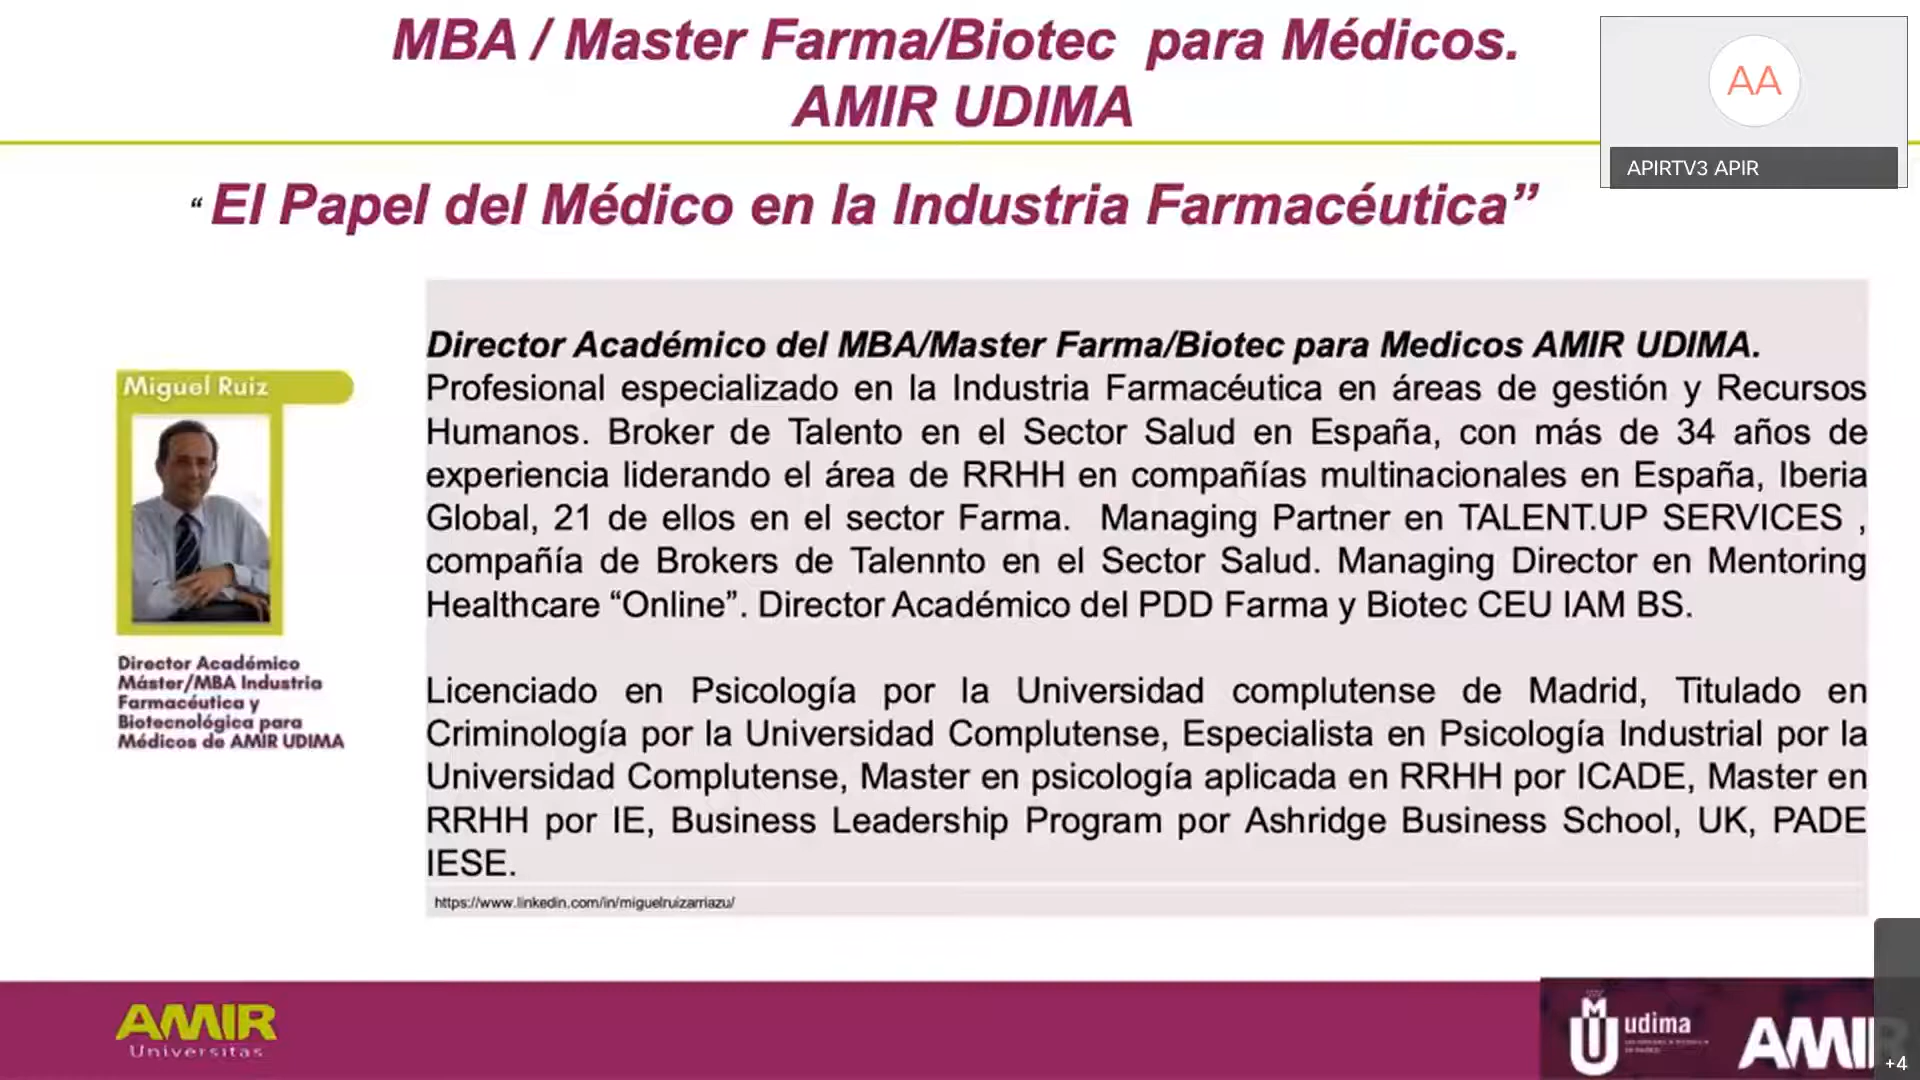 MBA / Master Farma/Biotec para Médicos.
AMIR UDIMA
AA
APIRTV3 APIR
“ El Papel del Médico en la Industria Farmacéutica”
Miguel Ruiz
Director Académico
Máster/MBA Industria
Farmacéutica y
Biotecnológica para
Médicos de AMIR UDIMA
Director Académico del MBA/Master Farma/Biotec para Medicos AMIR UDIMA.
Profesional especializado en la Industria Farmacéutica en áreas de gestión y Recursos
Humanos. Broker de Talento en el Sector Salud en España, con más de 34 años de
experiencia liderando el área de RRHH en compañías multinacionales en España, Iberia
Global, 21 de ellos en el sector Farma. Managing Partner en TALENT.UP SERVICES ,
compañía de Brokers de Talennto en el Sector Salud. Managing Director en Mentoring
Healthcare “Online”. Director Académico del PDD Farma y Biotec CEU IAM BS.
Licenciado en Psicología por la Universidad complutense de Madrid, Titulado en
Criminología por la Universidad Complutense, Especialista en Psicología Industrial por la
Universidad Complutense, Master en psicología aplicada en RRHH por ICADE, Master en
RRHH por IE, Business Leadership Program por Ashridge Business School, UK, PADE
IESE.
https://www.linkedin.com/in/miguelruizarriazu/
AMIR
Universitas
udima
AMIR
+4